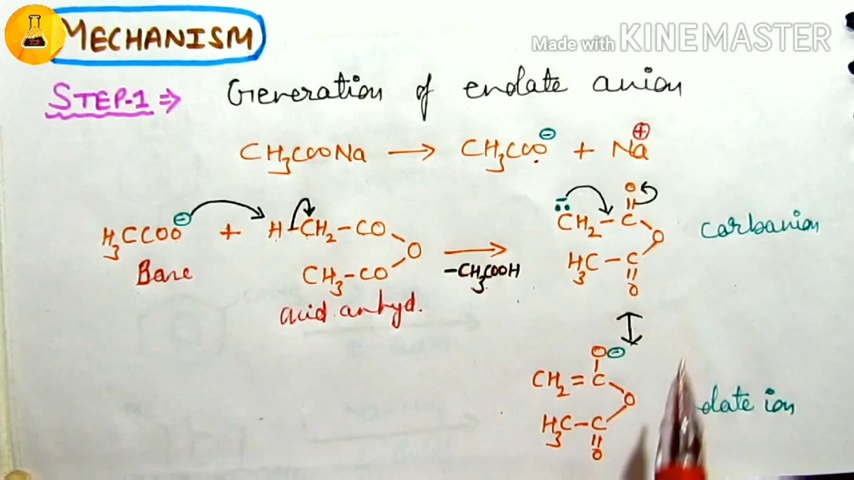 MECHANISM
Made with KINEMASTER
STEP-1 ⇒ Generation of enolate anion
CH₃COONa → CH₃COO⊖ + Na⊕
H₃CCOO⊖ + H–CH₂–CO
O
CH₃–CO
Base
acid anhyd.
–CH₃COOH
O
CH₂–C
O
H₃C–C
O
carbanion
O⊖
CH₂=C
O
H₃C–C
O
olate ion